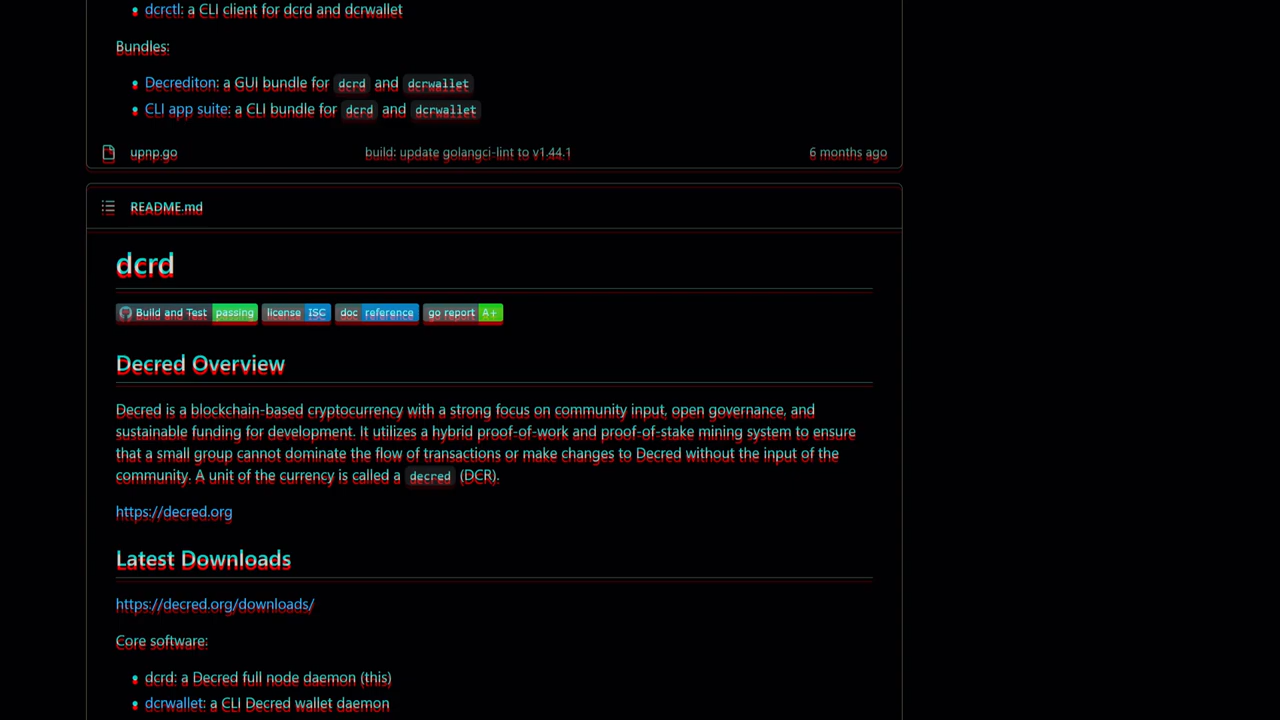 dcrctl: a CLI client for dcrd and dcrwallet
Bundles:
Decrediton: a GUI bundle for dcrd and dcrwallet
CLI app suite: a CLI bundle for dcrd and dcrwallet
upnp.go build: update golangci-lint to v1.44.1 6 months ago
README.md
dcrd
Build and Test passing license ISC doc reference go report A+
Decred Overview
Decred is a blockchain-based cryptocurrency with a strong focus on community input, open governance, and
sustainable funding for development. It utilizes a hybrid proof-of-work and proof-of-stake mining system to ensure
that a small group cannot dominate the flow of transactions or make changes to Decred without the input of the
community. A unit of the currency is called a decred (DCR).
https://decred.org
Latest Downloads
https://decred.org/downloads/
Core software:
dcrd: a Decred full node daemon (this)
dcrwallet: a CLI Decred wallet daemon